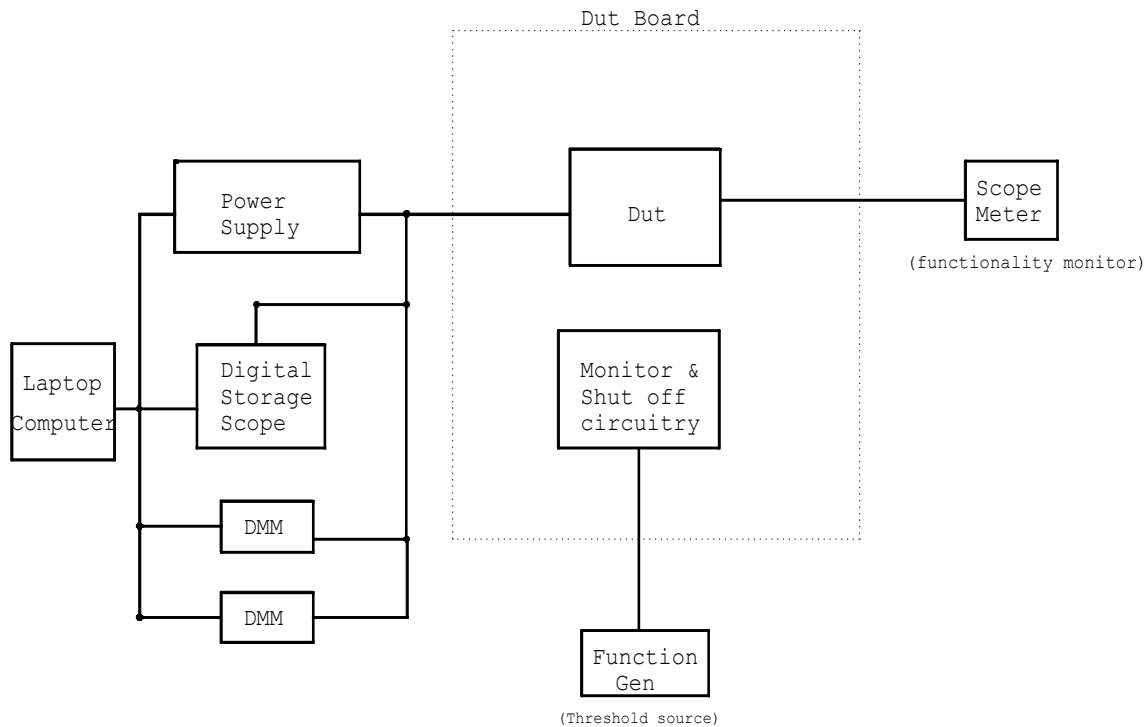 Dut Board
Power
Supply
Dut
Scope
Meter
(functionality monitor)
Laptop
Computer
Digital
Storage
Scope
Monitor &
Shut off
circuitry
DMM
DMM
Function
Gen
(Threshold source)